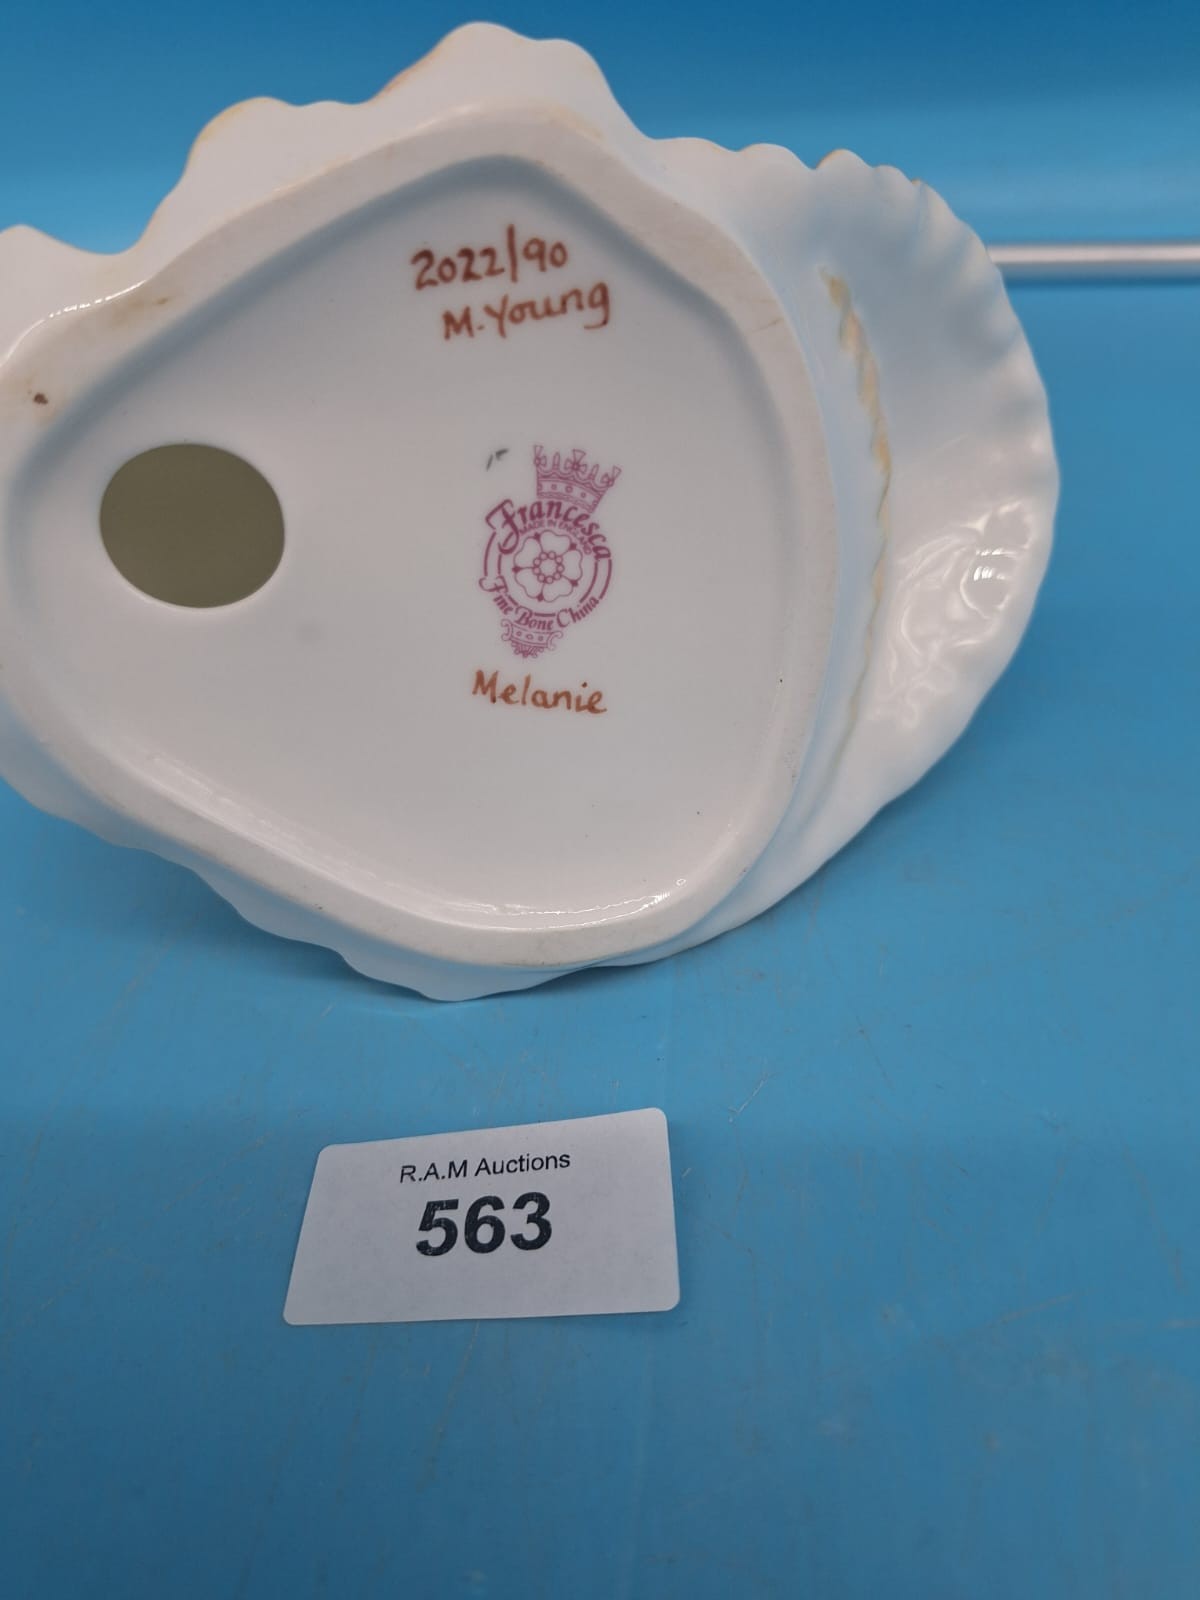 2022/90
M.Young
Francesca
MADE IN ENGLAND
Fine Bone China
Melanie
R.A.M Auctions
563